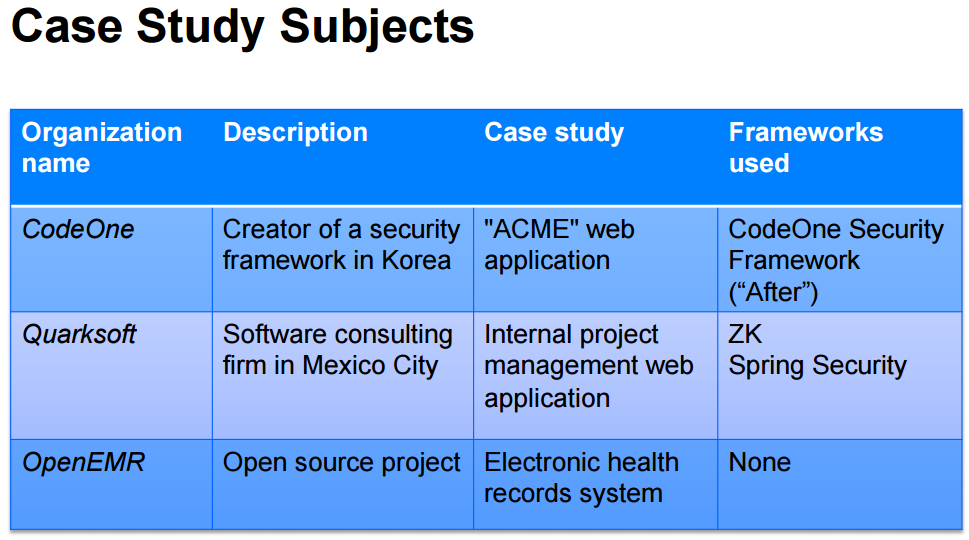 Case Study Subjects
Organization name
Description
Case study
Frameworks used
CodeOne
Creator of a security
framework in Korea
"ACME" web
application
CodeOne Security
Framework
(“After”)
Quarksoft
Software consulting
firm in Mexico City
Internal project
management web
application
ZK
Spring Security
OpenEMR
Open source project
Electronic health
records system
None